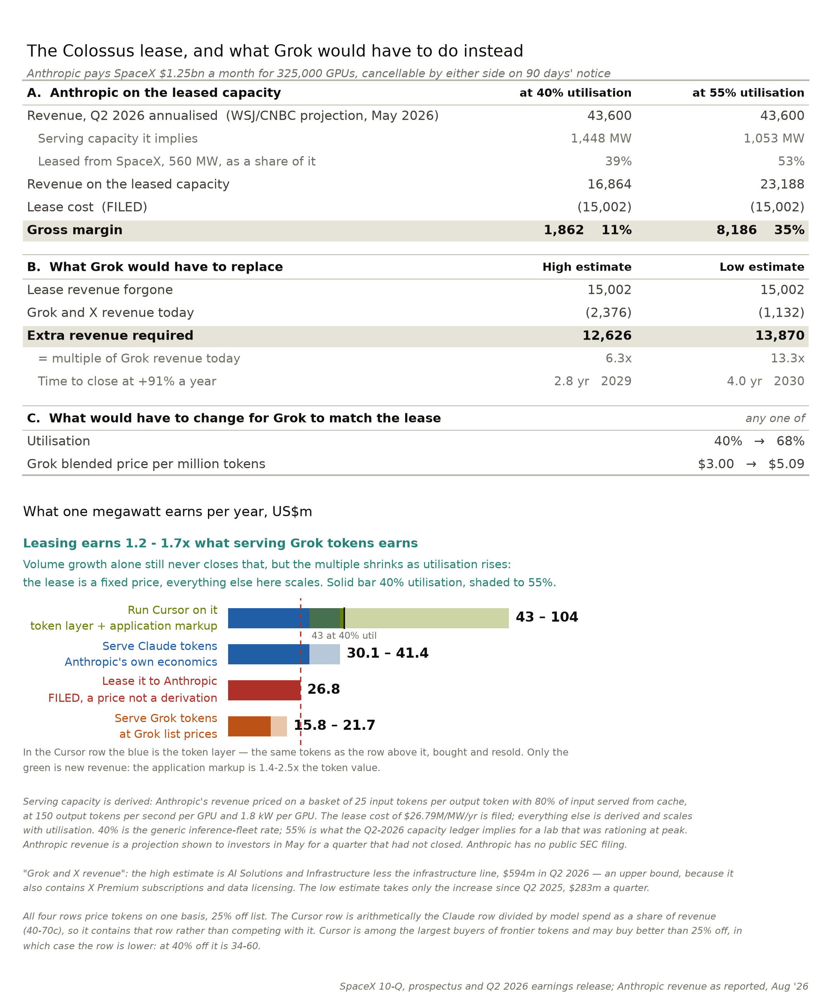 The Colossus lease, and what Grok would have to do instead
Anthropic pays SpaceX $1.25bn a month for 325,000 GPUs, cancellable by either side on 90 days' notice
A. Anthropic on the leased capacity at 40% utilisation at 55% utilisation
Revenue, Q2 2026 annualised (WSJ/CNBC projection, May 2026) 43,600 43,600
Serving capacity it implies 1,448 MW 1,053 MW
Leased from SpaceX, 560 MW, as a share of it 39% 53%
Revenue on the leased capacity 16,864 23,188
Lease cost (FILED) (15,002) (15,002)
Gross margin 1,862 11% 8,186 35%
B. What Grok would have to replace High estimate Low estimate
Lease revenue forgone 15,002 15,002
Grok and X revenue today (2,376) (1,132)
Extra revenue required 12,626 13,870
= multiple of Grok revenue today 6.3x 13.3x
Time to close at +91% a year 2.8 yr 2029 4.0 yr 2030
C. What would have to change for Grok to match the lease any one of
Utilisation 40% → 68%
Grok blended price per million tokens $3.00 → $5.09
What one megawatt earns per year, US$m
Leasing earns 1.2 - 1.7x what serving Grok tokens earns
Volume growth alone still never closes that, but the multiple shrinks as utilisation rises:
the lease is a fixed price, everything else here scales. Solid bar 40% utilisation, shaded to 55%.
Run Cursor on it
token layer + application markup
43 – 104
43 at 40% util
Serve Claude tokens
Anthropic's own economics
30.1 – 41.4
Lease it to Anthropic
FILED, a price not a derivation
26.8
Serve Grok tokens
at Grok list prices
15.8 – 21.7
In the Cursor row the blue is the token layer — the same tokens as the row above it, bought and resold. Only the
green is new revenue: the application markup is 1.4-2.5x the token value.
Serving capacity is derived: Anthropic's revenue priced on a basket of 25 input tokens per output token with 80% of input served from cache,
at 150 output tokens per second per GPU and 1.8 kW per GPU. The lease cost of $26.79M/MW/yr is filed; everything else is derived and scales
with utilisation. 40% is the generic inference-fleet rate; 55% is what the Q2-2026 capacity ledger implies for a lab that was rationing at peak.
Anthropic revenue is a projection shown to investors in May for a quarter that had not closed. Anthropic has no public SEC filing.
"Grok and X revenue": the high estimate is AI Solutions and Infrastructure less the infrastructure line, $594m in Q2 2026 — an upper bound, because it
also contains X Premium subscriptions and data licensing. The low estimate takes only the increase since Q2 2025, $283m a quarter.
All four rows price tokens on one basis, 25% off list. The Cursor row is arithmetically the Claude row divided by model spend as a share of revenue
(40-70c), so it contains that row rather than competing with it. Cursor is among the largest buyers of frontier tokens and may buy better than 25% off, in
which case the row is lower: at 40% off it is 34-60.
SpaceX 10-Q, prospectus and Q2 2026 earnings release; Anthropic revenue as reported, Aug '26